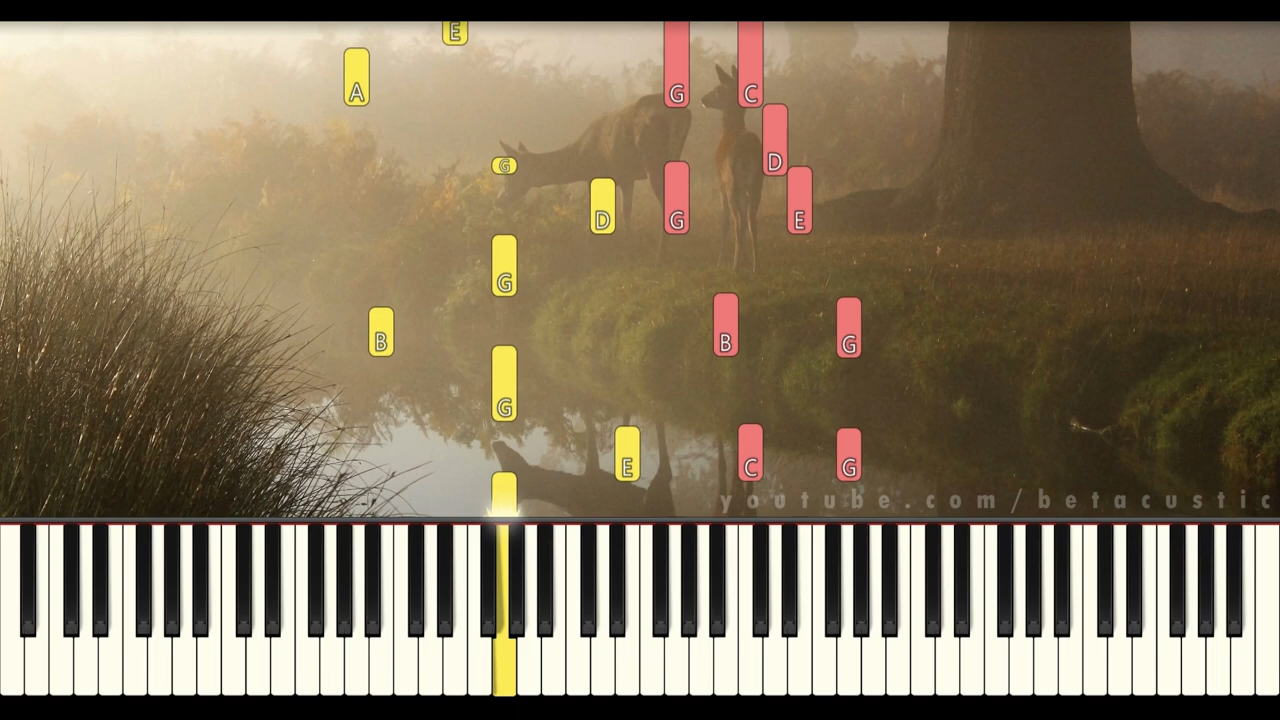 E
A G C
D
G
D G E
G
B B G
G
E C G
youtube.com/betacustic